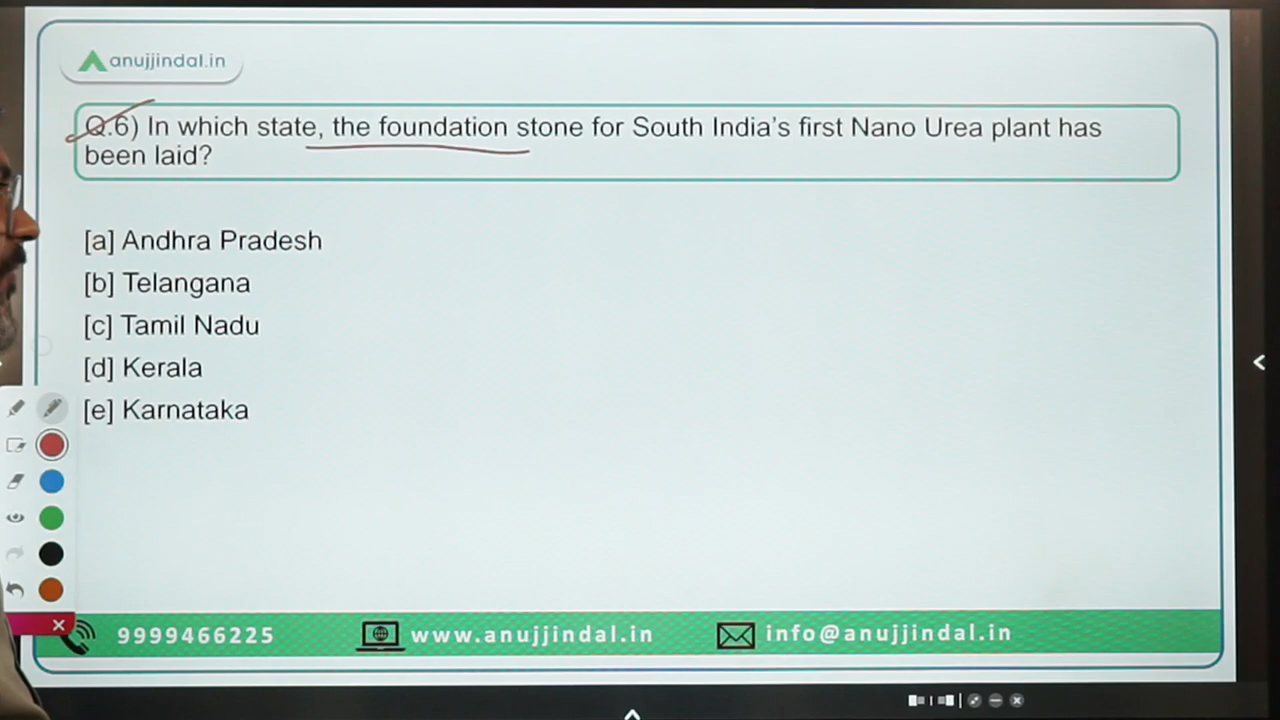 anujjindal.in
Q.6) In which state, the foundation stone for South India's first Nano Urea plant has
been laid?
[a] Andhra Pradesh
[b] Telangana
[c] Tamil Nadu
[d] Kerala
[e] Karnataka
9999466225 www.anujjindal.in info@anujjindal.in